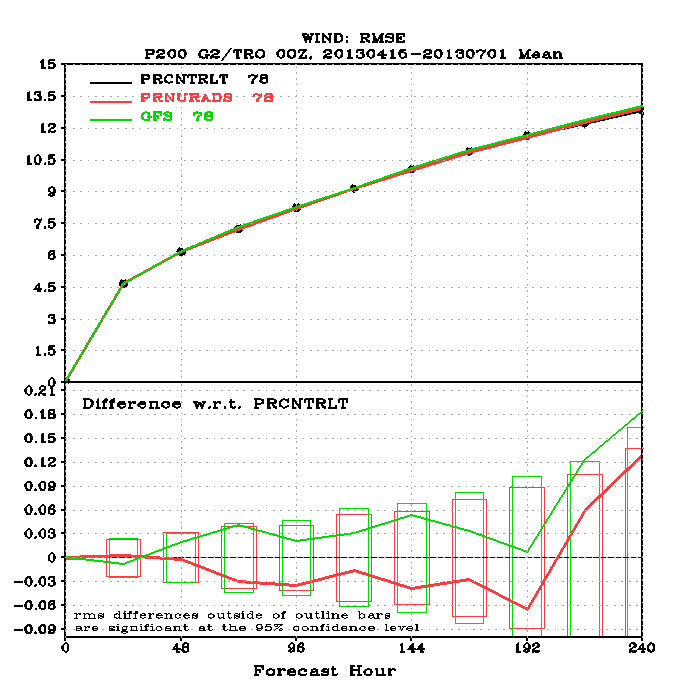 WIND: RMSE
P200 G2/TRO 00Z, 20130416-20130701 Mean
PRCNTRLT 78
PRNURADS 78
GFS 78
15
13.5
12
10.5
9
7.5
6
4.5
3
1.5
0
Difference w.r.t. PRCNTRLT
0.21
0.18
0.15
0.12
0.09
0.06
0.03
0
-0.03
-0.06
-0.09
rms differences outside of outline bars
are significant at the 95% confidence level
0 48 96 144 192 240
Forecast Hour